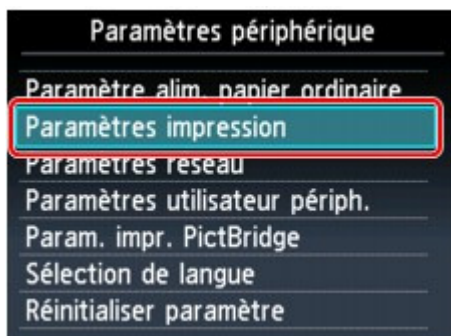 Paramètres périphérique
Paramètre alim. papier ordinaire
Paramètres impression
Paramètres réseau
Paramètres utilisateur périph.
Param. impr. PictBridge
Sélection de langue
Réinitialiser paramètre